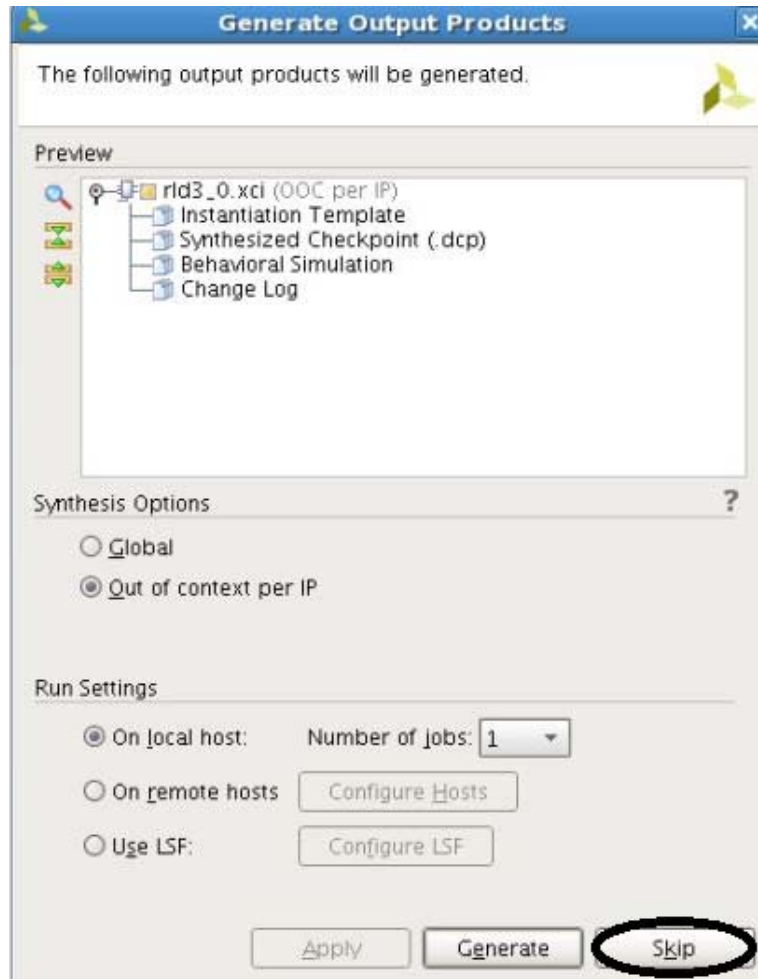 Generate Output Products
The following output products will be generated.
Preview
rld3_0.xci (OOC per IP)
Instantiation Template
Synthesized Checkpoint (.dcp)
Behavioral Simulation
Change Log
Synthesis Options
?
Global
Out of context per IP
Run Settings
On local host: Number of jobs: 1
On remote hosts Configure Hosts
Use LSF: Configure LSF
Apply Generate Skip